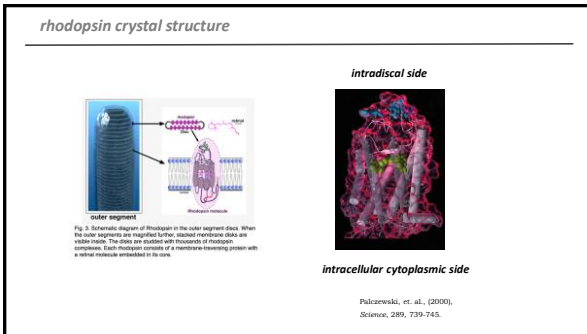 rhodopsin crystal structure
intradiscal side
rhodopsin
retinal
Rhodopsin molecule
outer segment
Fig. 3. Schematic diagram of Rhodopsin in the outer segment discs. When
the outer segments are magnified further, stacked membrane disks are
visible inside. The disks are studded with thousands of rhodopsin
complexes. Each rhodopsin consists of a membrane-traversing protein with
a retinal molecule embedded in its core.
intracellular cytoplasmic side
Palczewski, et. al., (2000),
Science, 289, 739-745.